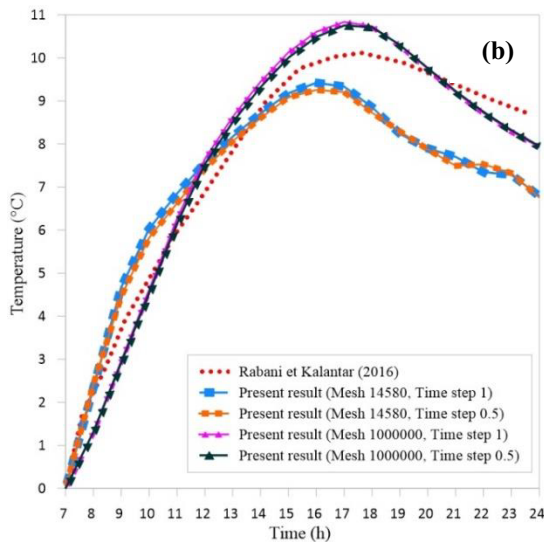 (b)
11
10
9
8
7
6
5
4
3
2
1
0
Temperature (°C)
Rabani et Kalantar (2016)
Present result (Mesh 14580, Time step 1)
Present result (Mesh 14580, Time step 0.5)
Present result (Mesh 1000000, Time step 1)
Present result (Mesh 1000000, Time step 0.5)
7 8 9 10 11 12 13 14 15 16 17 18 19 20 21 22 23 24
Time (h)